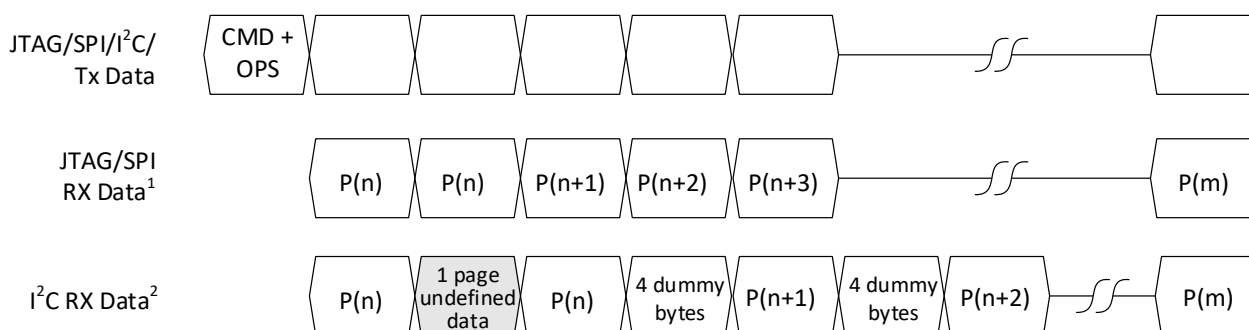 JTAG/SPI/I²C/
Tx Data
CMD +
OPS
JTAG/SPI
RX Data¹
P(n)
P(n)
P(n+1)
P(n+2)
P(n+3)
P(m)
I²C RX Data²
P(n)
1 page
undefined
data
P(n)
4 dummy
bytes
P(n+1)
4 dummy
bytes
P(n+2)
P(m)